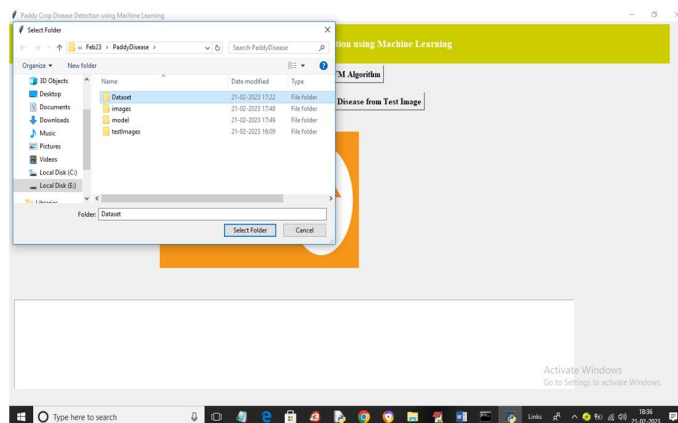 Paddy Crop Disease Detection using Machine Learning
Select Folder
tion using Machine Learning
« Feb23 > PaddyDisease >
Search PaddyDisease
Organize
New folder
M Algorithm
3D Objects
Name
Date modified
Type
Desktop
Dataset
21-02-2023 17:22
File folder
Disease from Test Image
Documents
images
21-02-2023 17:48
File folder
Downloads
model
21-02-2023 17:49
File folder
Music
testImages
21-02-2023 16:09
File folder
Pictures
Videos
Local Disk (C:)
Local Disk (E:)
Libraries
Folder: Dataset
Select Folder
Cancel
Activate Windows
Go to Settings to activate Windows.
Type here to search
Links
18:36
21-02-2023